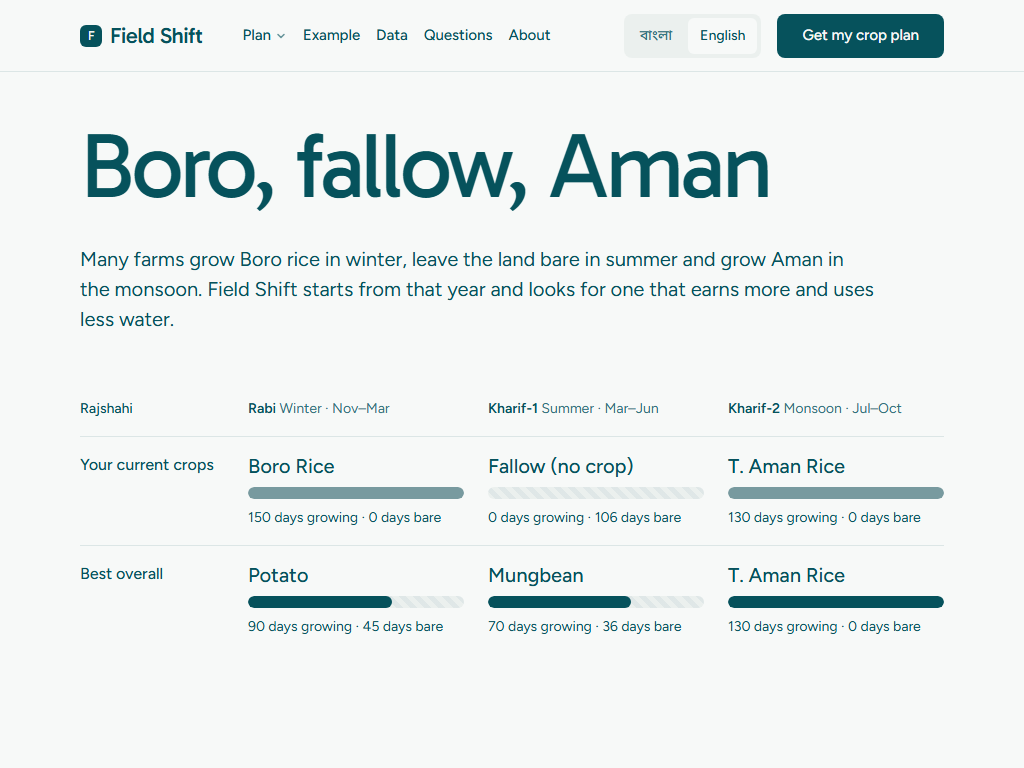 F Field Shift Plan Example Data Questions About বাংলা English Get my crop plan
Boro, fallow, Aman
Many farms grow Boro rice in winter, leave the land bare in summer and grow Aman in
the monsoon. Field Shift starts from that year and looks for one that earns more and uses
less water.
Rajshahi Rabi Winter · Nov–Mar Kharif-1 Summer · Mar–Jun Kharif-2 Monsoon · Jul–Oct
Your current crops Boro Rice Fallow (no crop) T. Aman Rice
150 days growing · 0 days bare 0 days growing · 106 days bare 130 days growing · 0 days bare
Best overall Potato Mungbean T. Aman Rice
90 days growing · 45 days bare 70 days growing · 36 days bare 130 days growing · 0 days bare